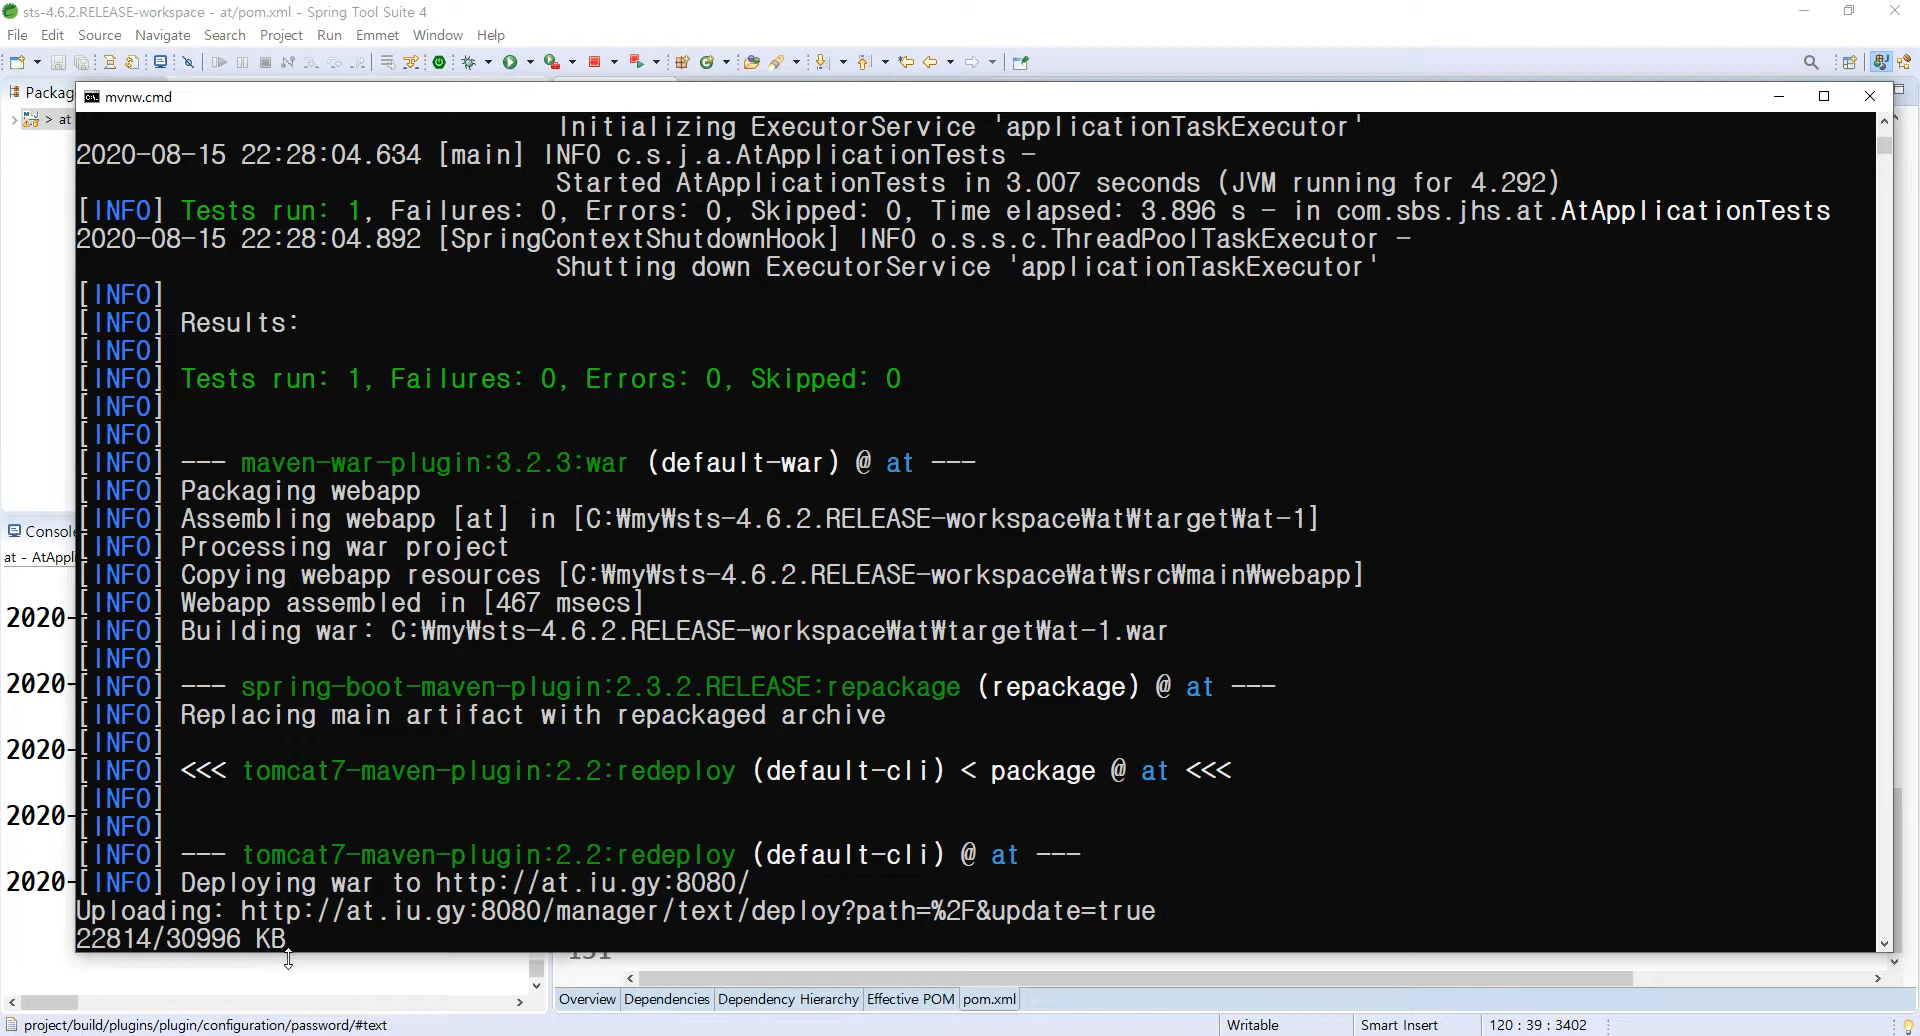 sts-4.6.2.RELEASE-workspace - at/pom.xml - Spring Tool Suite 4
File Edit Source Navigate Search Project Run Emmet Window Help
Packag
> at
mvnw.cmd
Initializing ExecutorService 'applicationTaskExecutor'
2020-08-15 22:28:04.634 [main] INFO c.s.j.a.AtApplicationTests -
Started AtApplicationTests in 3.007 seconds (JVM running for 4.292)
[INFO] Tests run: 1, Failures: 0, Errors: 0, Skipped: 0, Time elapsed: 3.896 s - in com.sbs.jhs.at.AtApplicationTests
2020-08-15 22:28:04.892 [SpringContextShutdownHook] INFO o.s.s.c.ThreadPoolTaskExecutor -
Shutting down ExecutorService 'applicationTaskExecutor'
[INFO]
[INFO] Results:
[INFO]
[INFO] Tests run: 1, Failures: 0, Errors: 0, Skipped: 0
[INFO]
[INFO]
[INFO] --- maven-war-plugin:3.2.3:war (default-war) @ at ---
[INFO] Packaging webapp
[INFO] Assembling webapp [at] in [C:₩my₩sts-4.6.2.RELEASE-workspace₩at₩target₩at-1]
[INFO] Processing war project
[INFO] Copying webapp resources [C:₩my₩sts-4.6.2.RELEASE-workspace₩at₩src₩main₩webapp]
[INFO] Webapp assembled in [467 msecs]
[INFO] Building war: C:₩my₩sts-4.6.2.RELEASE-workspace₩at₩target₩at-1.war
[INFO]
[INFO] --- spring-boot-maven-plugin:2.3.2.RELEASE:repackage (repackage) @ at ---
[INFO] Replacing main artifact with repackaged archive
[INFO]
[INFO] <<< tomcat7-maven-plugin:2.2:redeploy (default-cli) < package @ at <<<
[INFO]
[INFO]
[INFO] --- tomcat7-maven-plugin:2.2:redeploy (default-cli) @ at ---
[INFO] Deploying war to http://at.iu.gy:8080/
Uploading: http://at.iu.gy:8080/manager/text/deploy?path=%2F&update=true
22814/30996 KB
Console
at - AtAppli
2020-
2020-
2020-
2020-
2020-
Overview Dependencies Dependency Hierarchy Effective POM pom.xml
project/build/plugins/plugin/configuration/password/#text
Writable Smart Insert 120 : 39 : 3402